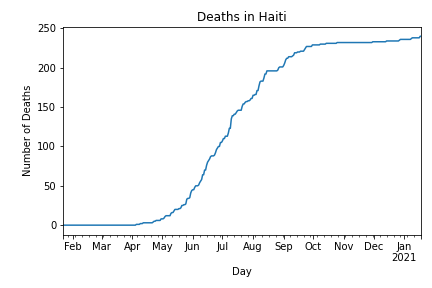 Deaths in Haiti
250
200
150
100
50
0
Number of Deaths
Feb Mar Apr May Jun Jul Aug Sep Oct Nov Dec Jan
2021
Day